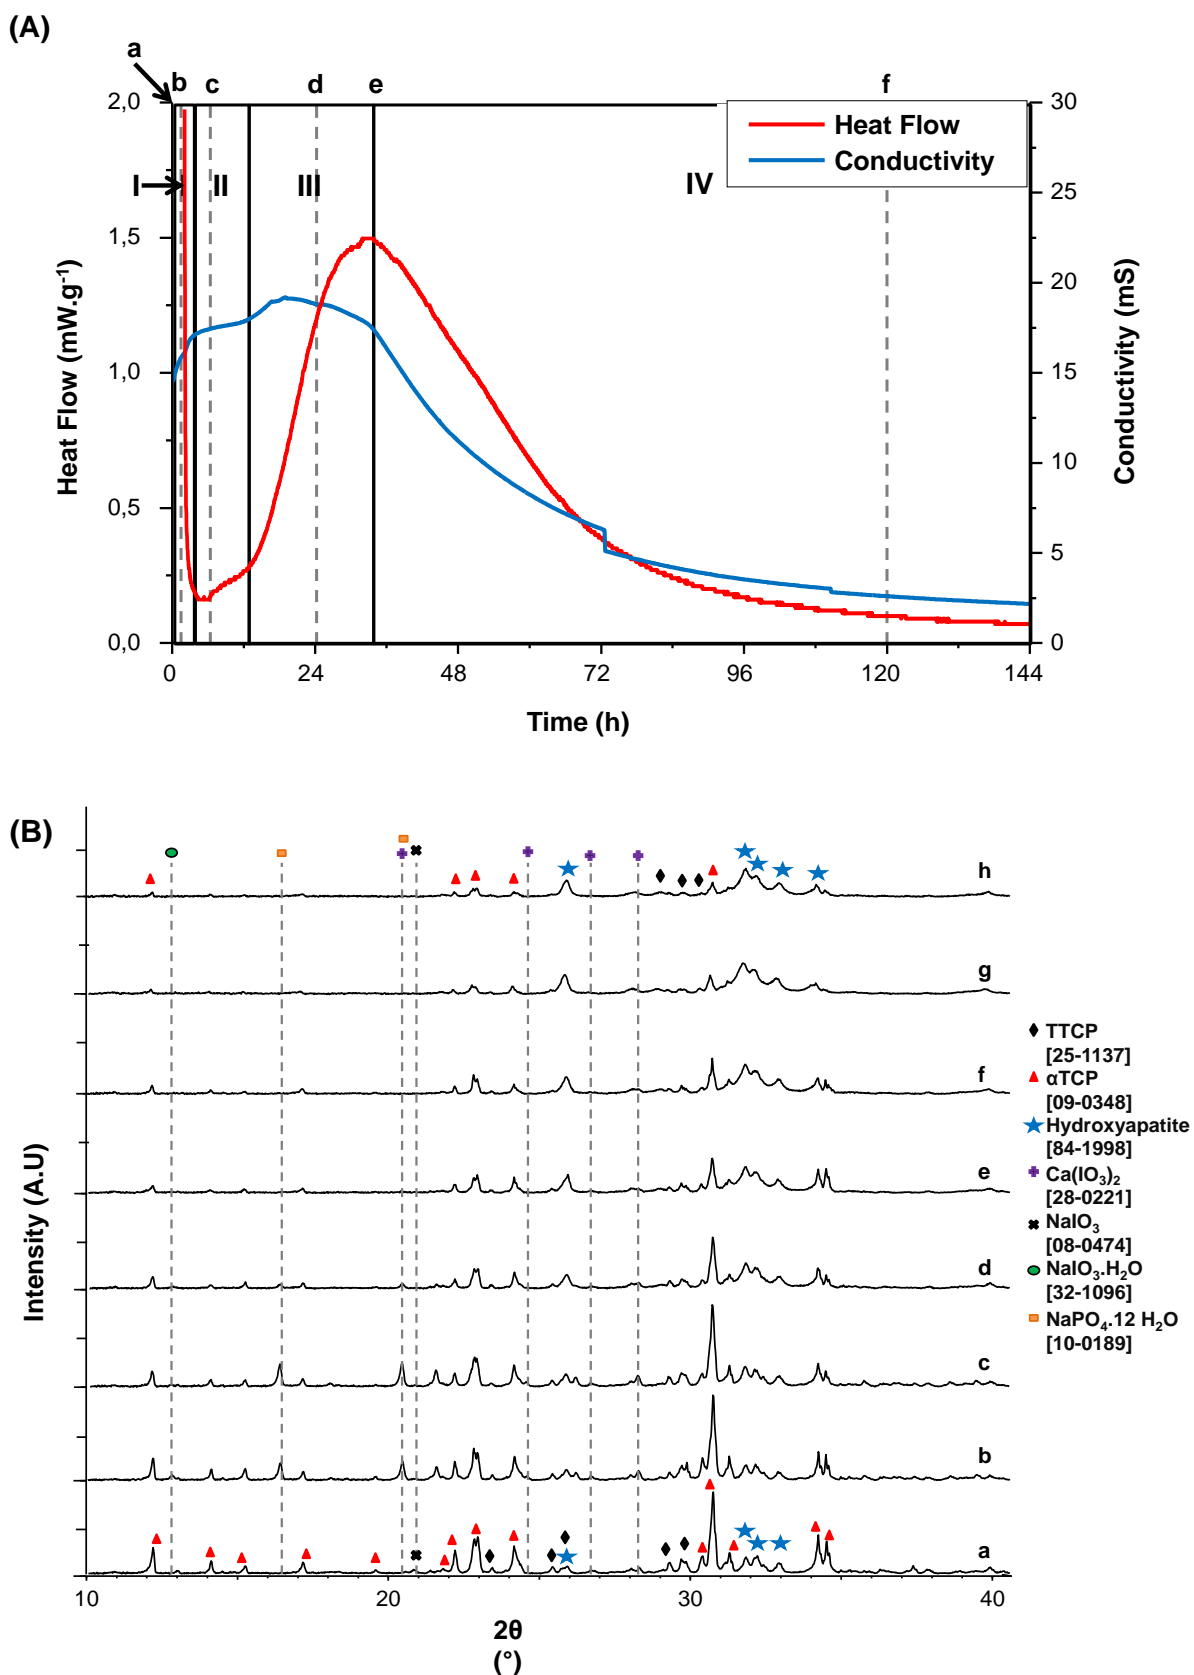 (A)
a
b c d e f
2,0 30
Heat Flow
Conductivity
I II III IV
25
1,5
20
1,0 15
10
0,5
5
0,0 0
Heat Flow (mW.g⁻¹)
Conductivity (mS)
0 24 48 72 96 120 144
Time (h)
(B)
h
g
f
e
d
c
b
a
Intensity (A.U)
TTCP
[25-1137]
αTCP
[09-0348]
Hydroxyapatite
[84-1998]
Ca(IO₃)₂
[28-0221]
NaIO₃
[08-0474]
NaIO₃.H₂O
[32-1096]
NaPO₄.12 H₂O
[10-0189]
10 20 30 40
2θ
(°)